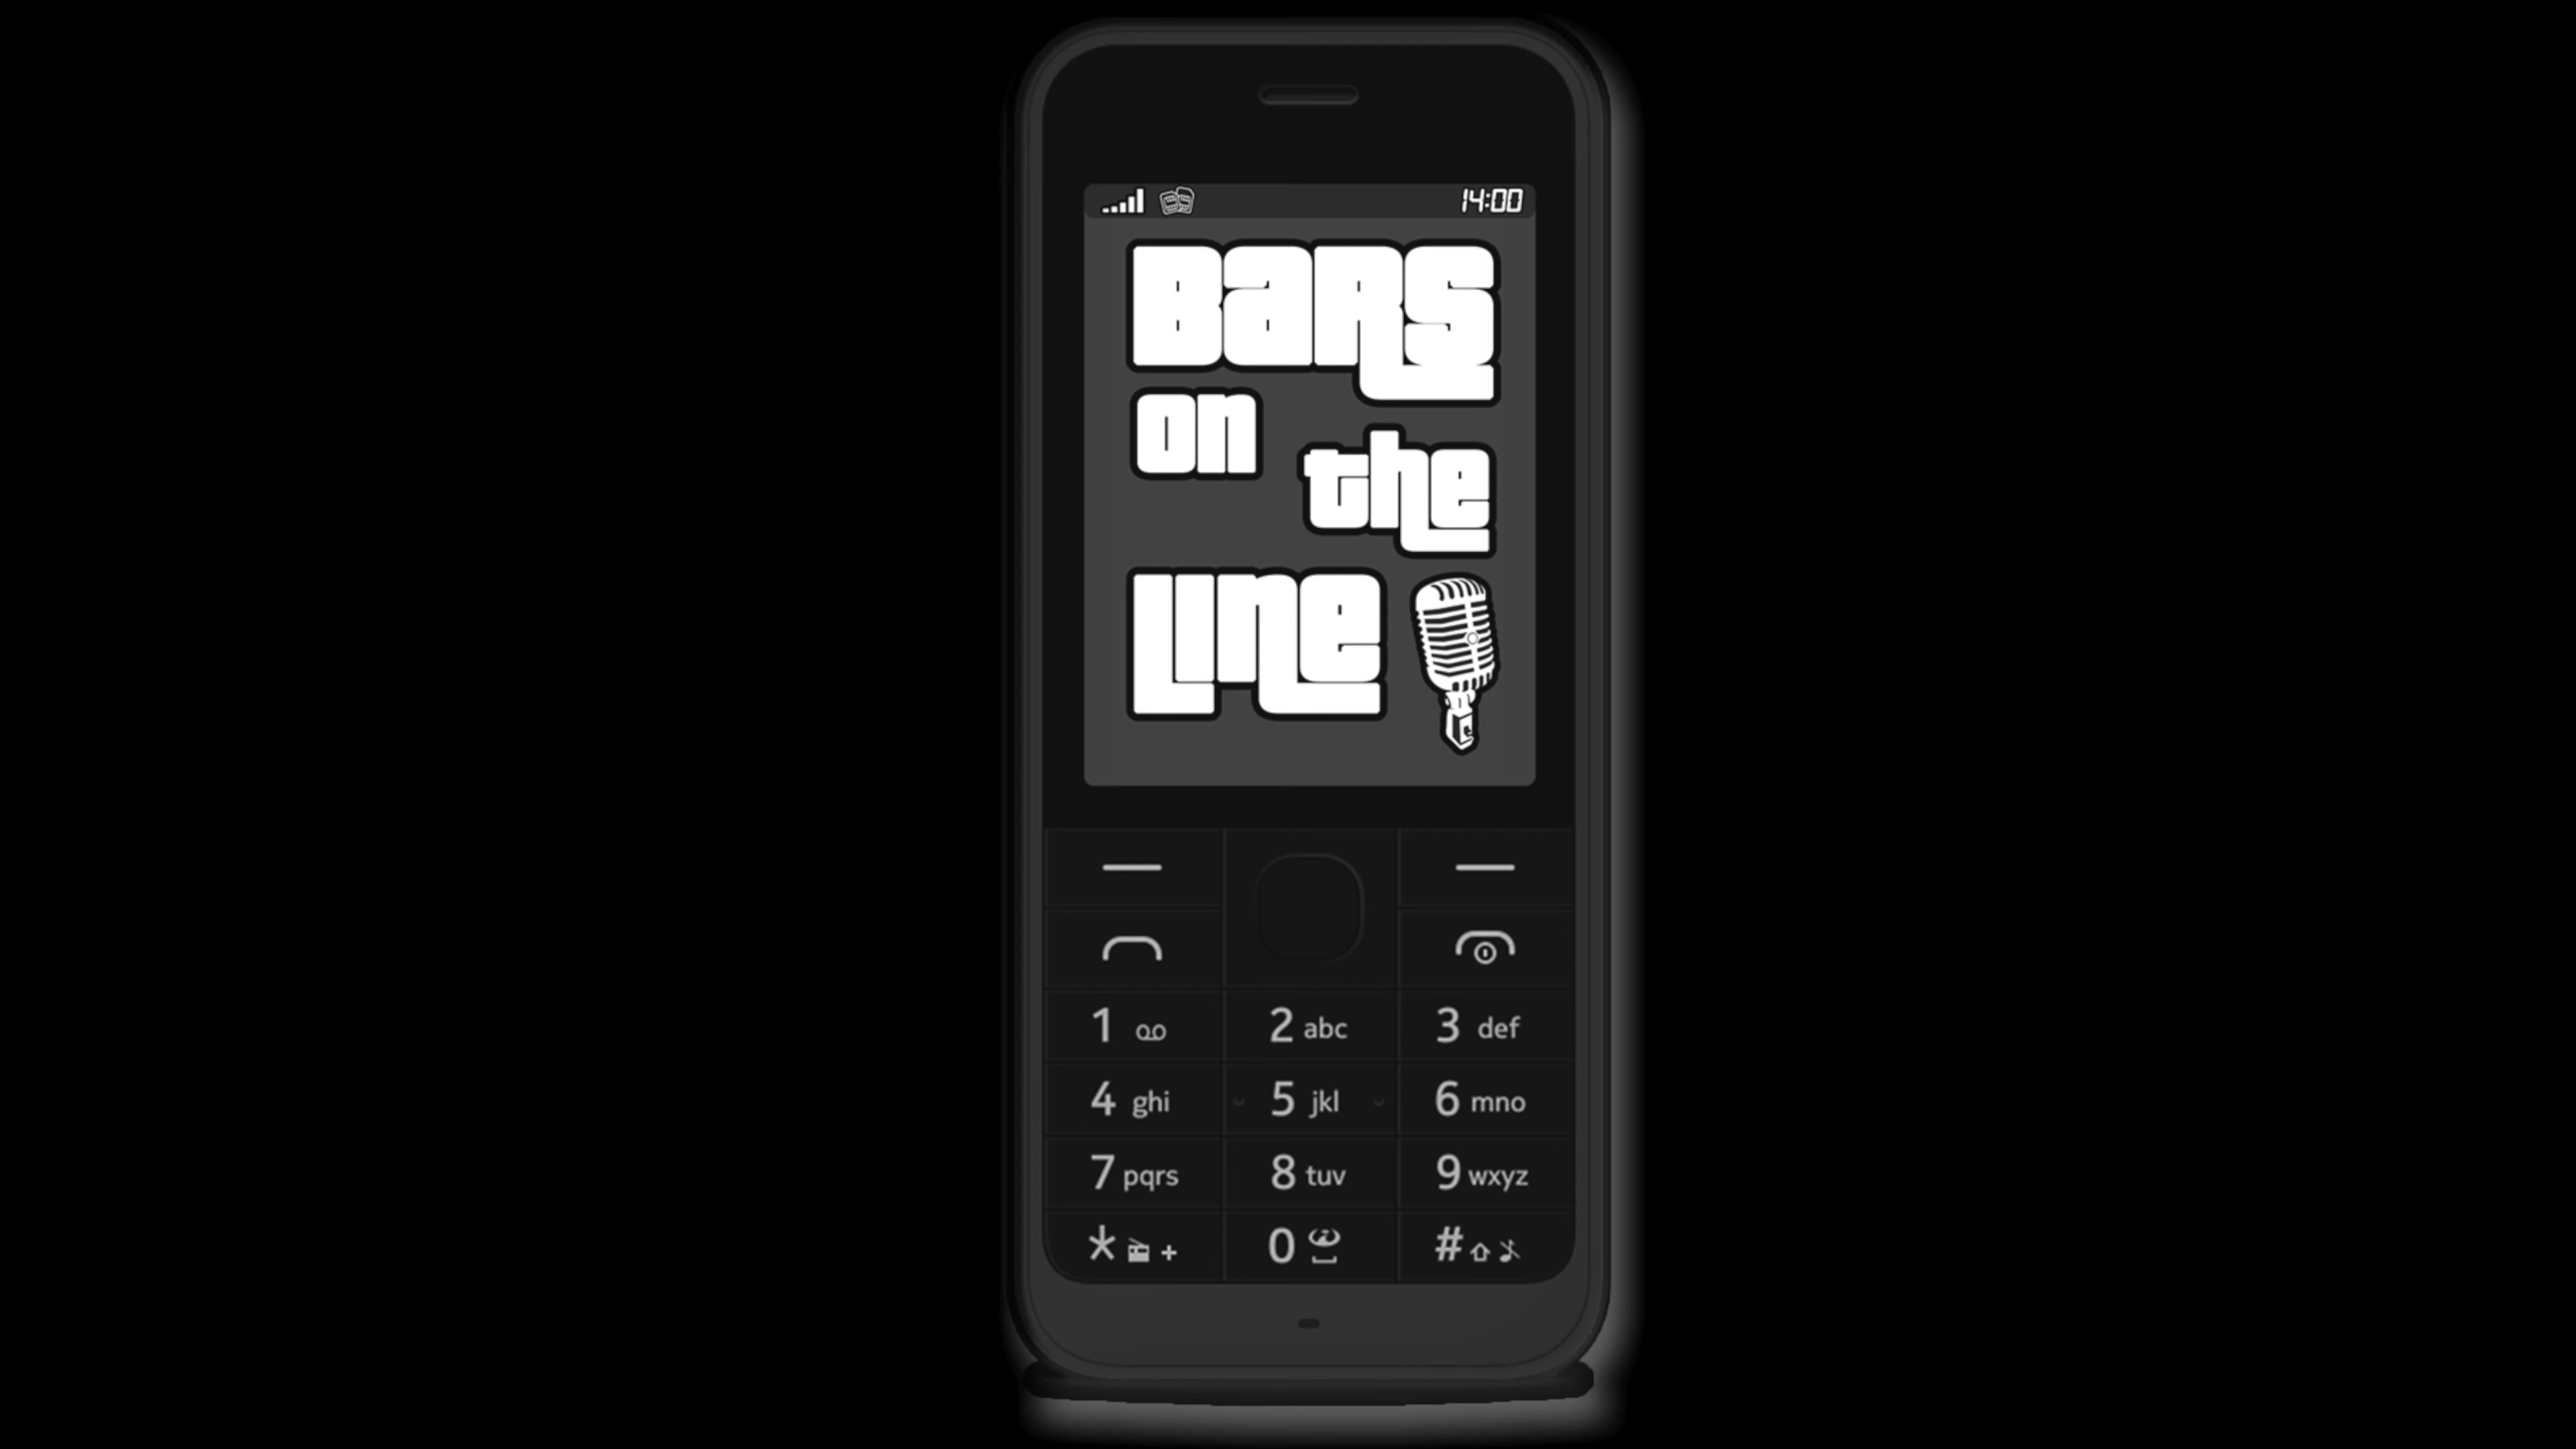 14:00
Bars
on
the
Line
1
2 abc
3 def
4 ghi
5 jkl
6 mno
7 pqrs
8 tuv
9 wxyz
* +
0
#